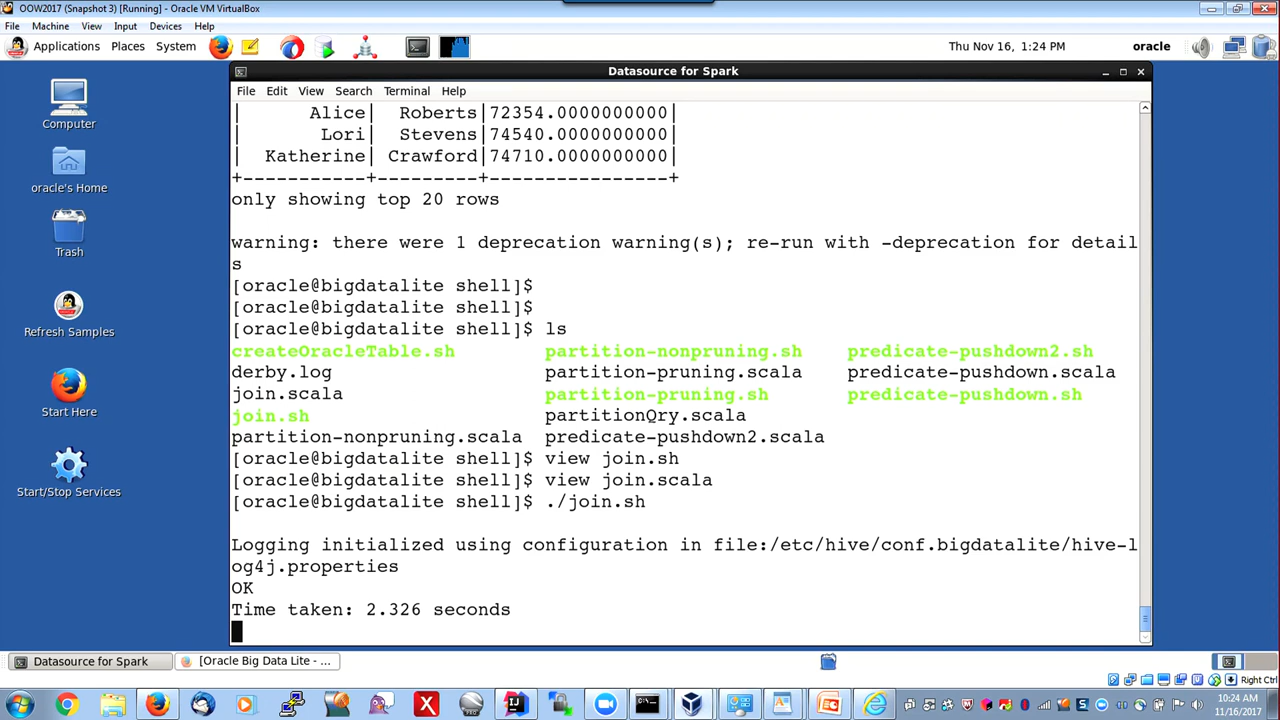 OOW2017 (Snapshot 3) [Running] - Oracle VM VirtualBox
File Machine View Input Devices Help
Applications Places System
Thu Nov 16, 1:24 PM
oracle
Computer
oracle's Home
Trash
Refresh Samples
Start Here
Start/Stop Services
Datasource for Spark
File Edit View Search Terminal Help
|       Alice|  Roberts|72354.0000000000|
|        Lori|  Stevens|74540.0000000000|
|   Katherine| Crawford|74710.0000000000|
+-----------+---------+----------------+
only showing top 20 rows
warning: there were 1 deprecation warning(s); re-run with -deprecation for detail
s
[oracle@bigdatalite shell]$
[oracle@bigdatalite shell]$
[oracle@bigdatalite shell]$ ls
createOracleTable.sh partition-nonpruning.sh predicate-pushdown2.sh
derby.log partition-pruning.scala predicate-pushdown.scala
join.scala partition-pruning.sh predicate-pushdown.sh
join.sh partitionQry.scala
partition-nonpruning.scala predicate-pushdown2.scala
[oracle@bigdatalite shell]$ view join.sh
[oracle@bigdatalite shell]$ view join.scala
[oracle@bigdatalite shell]$ ./join.sh
Logging initialized using configuration in file:/etc/hive/conf.bigdatalite/hive-l
og4j.properties
OK
Time taken: 2.326 seconds
Datasource for Spark
[Oracle Big Data Lite - ...
Right Ctrl
10:24 AM
11/16/2017